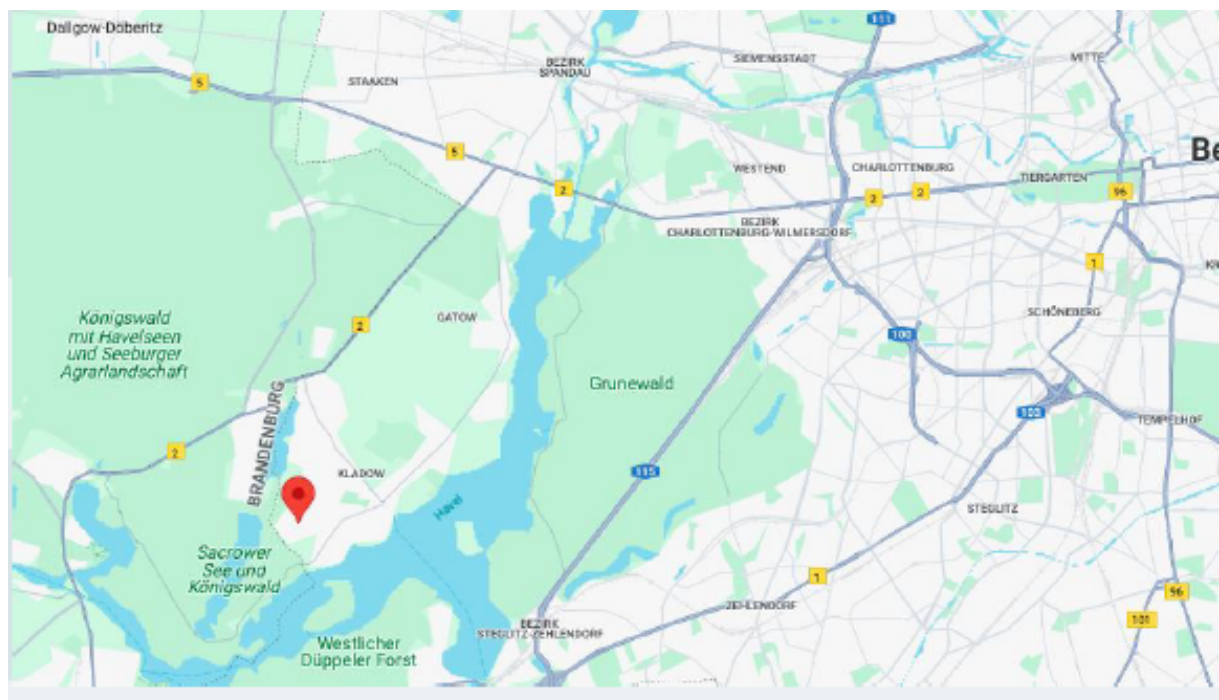 111
Dallgow-Döberitz
MITTE
BEZIRK
SPANDAU
SIEMENSSTADT
5
STAAKEN
5
Be
WESTEND
CHARLOTTENBURG
TIERGARTEN
2
2
2
96
BEZIRK
CHARLOTTENBURG-WILMERSDORF
1
KR
Königswald
mit Havelseen
und Seeburger
Agrarlandschaft
GATOW
2
SCHÖNEBERG
100
Grunewald
BRANDENBURG
103
TEMPELHOF
2
KLADOW
115
Havel
STEGLITZ
Sacrower
See und
Königswald
1
96
ZEHLENDORF
101
BEZIRK
STEGLITZ-ZEHLENDORF
Westlicher
Düppeler Forst